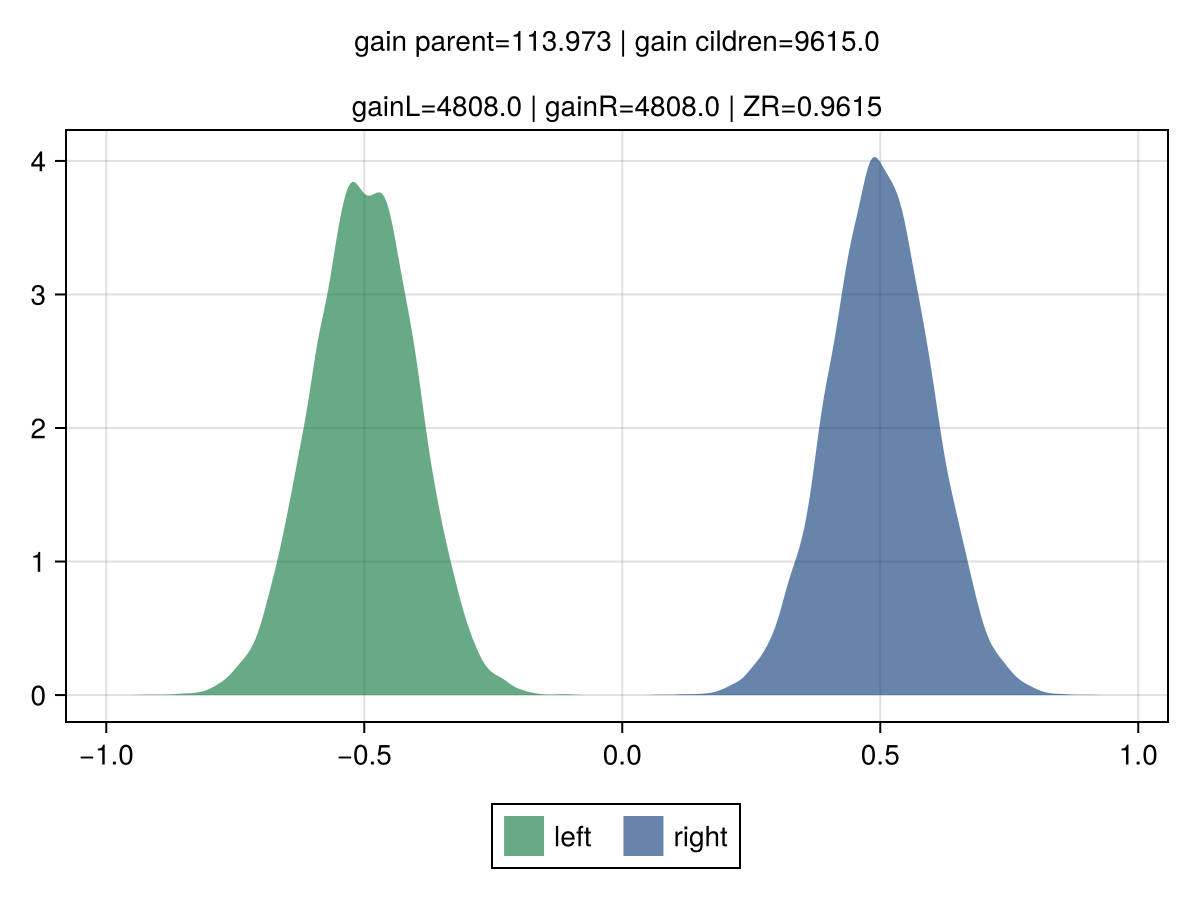 gain parent=113.973 | gain cildren=9615.0
gainL=4808.0 | gainR=4808.0 | ZR=0.9615
4
3
2
1
0
−1.0 −0.5 0.0 0.5 1.0
left right